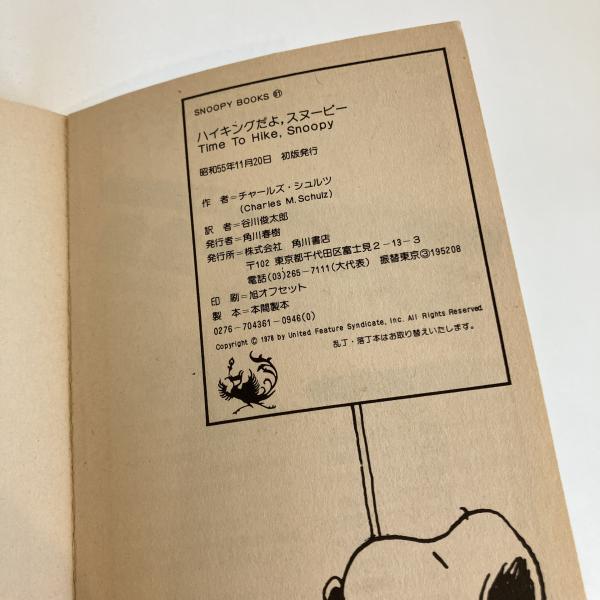 SNOOPY BOOKS 61
ハイキングだよ,スヌーピー
Time To Hike, Snoopy
昭和55年11月20日 初版発行
作 者=チャールズ・シュルツ
(Charles M. Schulz)
訳 者=谷川俊太郎
発行者=角川春樹
発行所=株式会社 角川書店
〒102 東京都千代田区富士見2-13-3
電話(03)265-7111(大代表) 振替東京③195208
印 刷=旭オフセット
製 本=本間製本
0276-704361-0946(0)
Copyright © 1978 by United Feature Syndicate, Inc. All Rights Reserved.
乱丁・落丁本はお取り替えいたします。